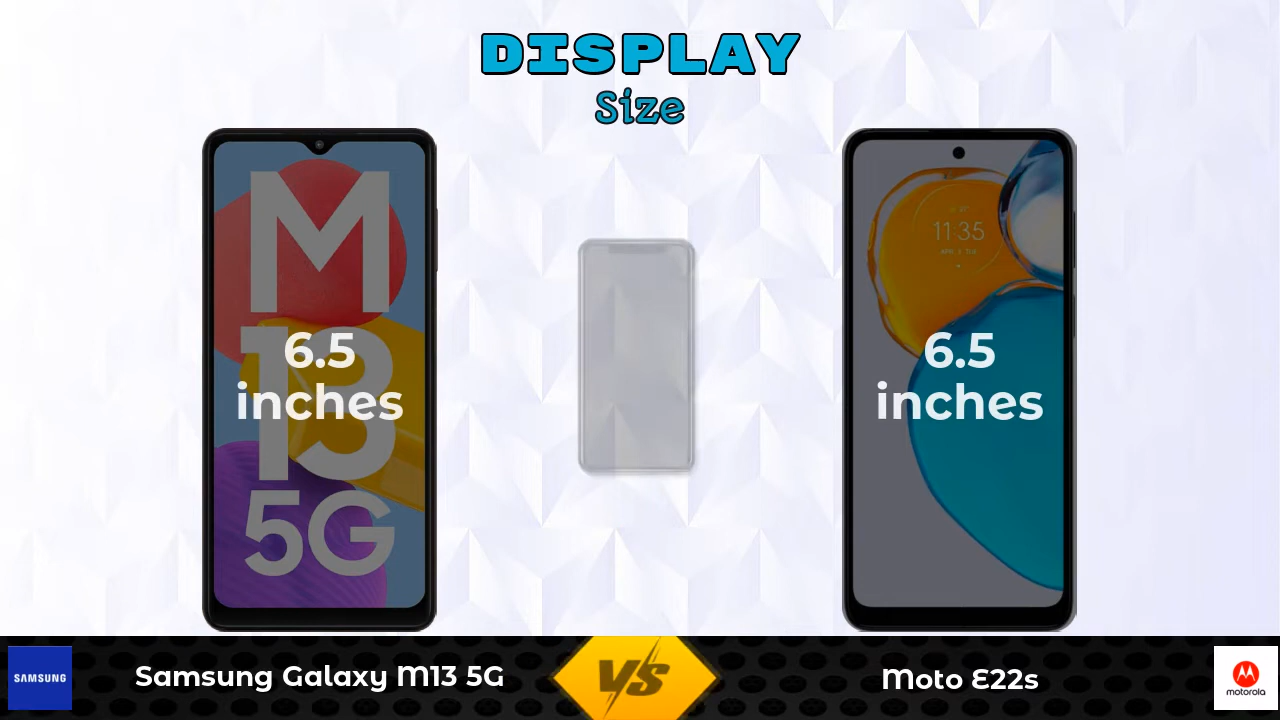 DISPLAY
Size
M
13
5G
6.5
inches
11:35
6.5
inches
SAMSUNG
Samsung Galaxy M13 5G
VS
Moto E22s
motorola